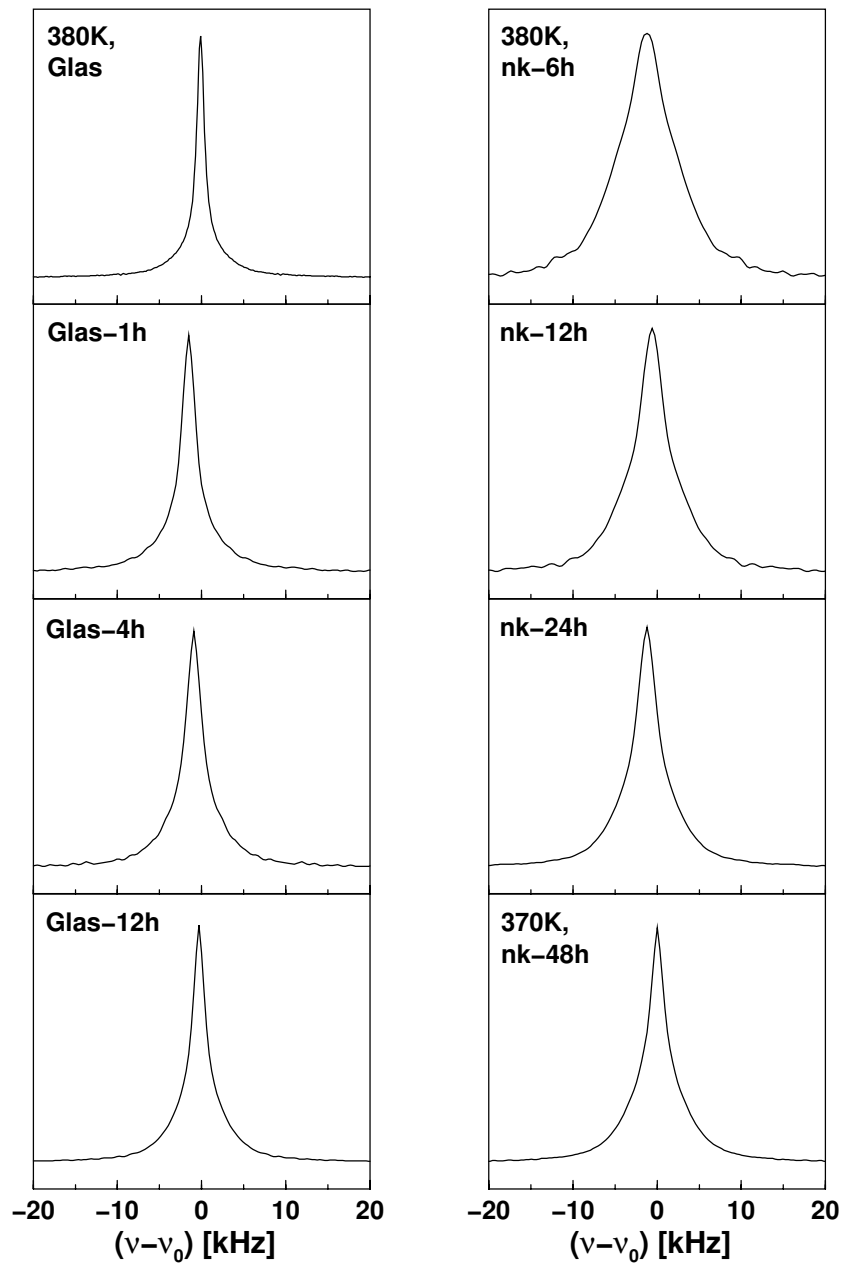 380K,
Glas
380K,
nk−6h
Glas−1h
nk−12h
Glas−4h
nk−24h
Glas−12h
370K,
nk−48h
−20 −10 0 10 20
(ν−ν₀) [kHz]
−20 −10 0 10 20
(ν−ν₀) [kHz]